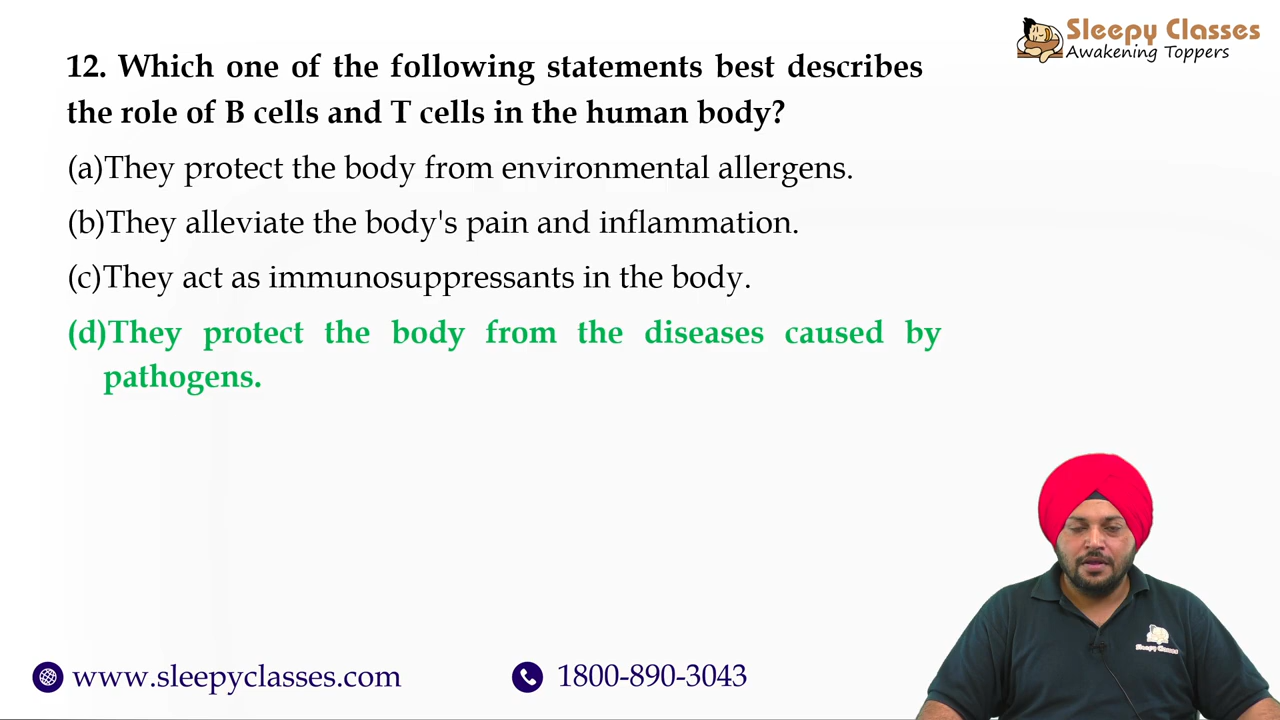 Sleepy Classes
Awakening Toppers
12. Which one of the following statements best describes
the role of B cells and T cells in the human body?
(a)They protect the body from environmental allergens.
(b)They alleviate the body's pain and inflammation.
(c)They act as immunosuppressants in the body.
(d)They protect the body from the diseases caused by
pathogens.
Sleepy Classes
www.sleepyclasses.com
1800-890-3043